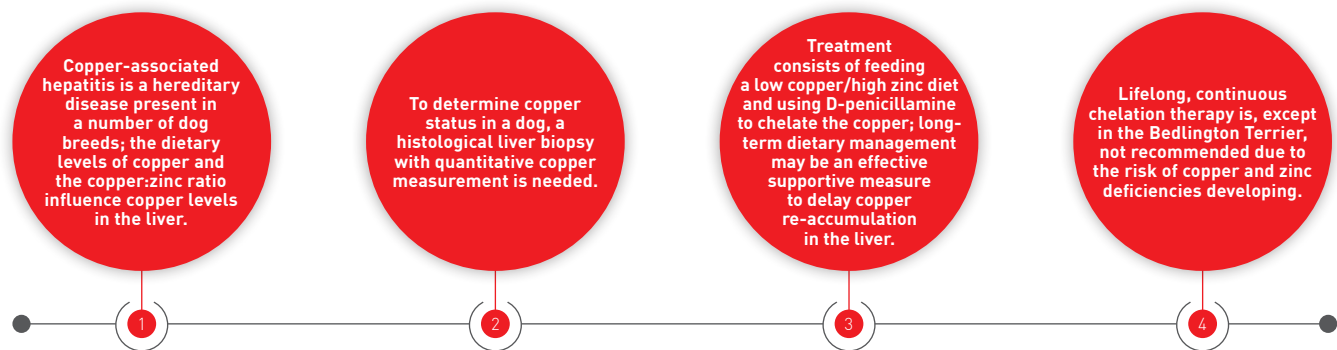 Copper-associated
hepatitis is a hereditary
disease present in
a number of dog
breeds; the dietary
levels of copper and
the copper:zinc ratio
influence copper levels
in the liver.
To determine copper
status in a dog, a
histological liver biopsy
with quantitative copper
measurement is needed.
Treatment
consists of feeding
a low copper/high zinc diet
and using D-penicillamine
to chelate the copper; long-
term dietary management
may be an effective
supportive measure
to delay copper
re-accumulation
in the liver.
Lifelong, continuous
chelation therapy is, except
in the Bedlington Terrier,
not recommended due to
the risk of copper and zinc
deficiencies developing.
1
2
3
4